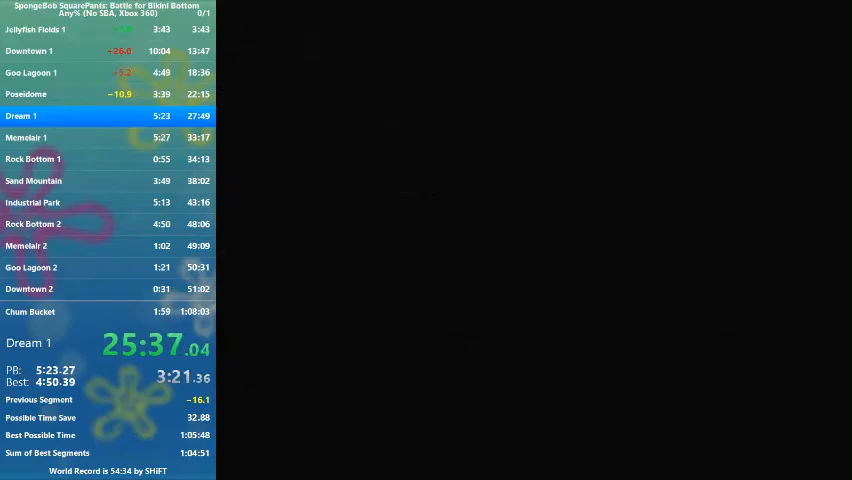 SpongeBob SquarePants: Battle for Bikini Bottom
Any% (No SBA, Xbox 360) 0/1
Jellyfish Fields 1 3:43 3:43
Downtown 1 +26.0 10:04 13:47
Goo Lagoon 1 +5.2 4:49 18:36
Poseidome −10.9 3:39 22:15
Dream 1 5:23 27:49
Memelair 1 5:27 33:17
Rock Bottom 1 0:55 34:13
Sand Mountain 3:49 38:02
Industrial Park 5:13 43:16
Rock Bottom 2 4:50 48:06
Memelair 2 1:02 49:09
Goo Lagoon 2 1:21 50:31
Downtown 2 0:31 51:02
Chum Bucket 1:59 1:08:03
Dream 1 25:37.04
PB: 5:23.27 3:21.36
Best: 4:50.39
Previous Segment −16.1
Possible Time Save 32.88
Best Possible Time 1:05:48
Sum of Best Segments 1:04:51
World Record is 54:34 by SHiFT